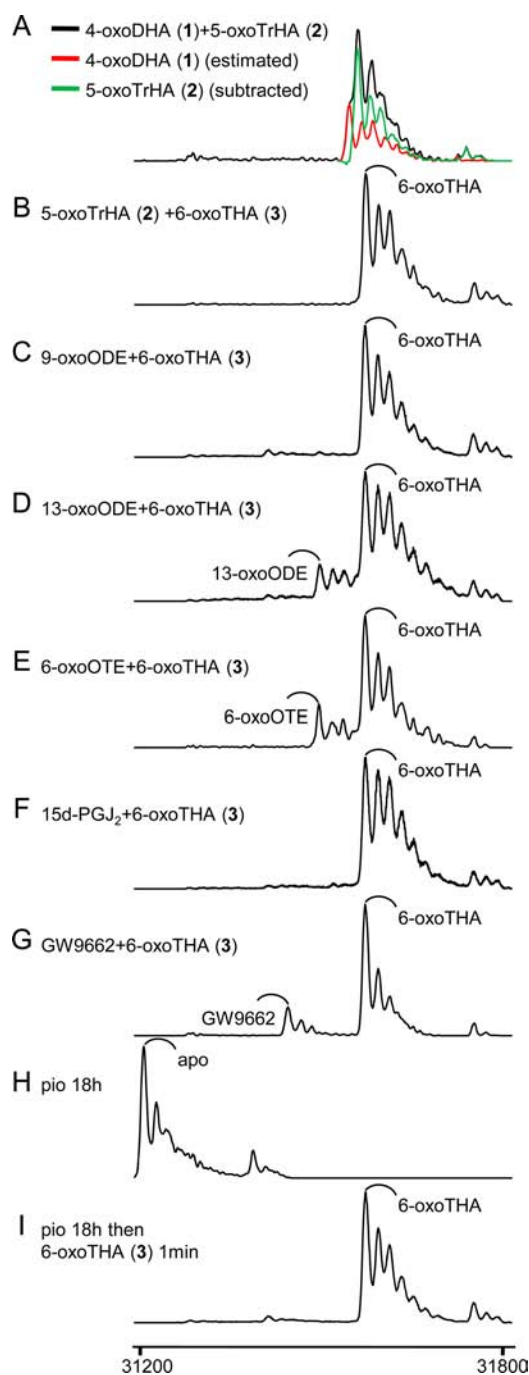 A
4-oxoDHA (1)+5-oxoTrHA (2)
4-oxoDHA (1) (estimated)
5-oxoTrHA (2) (subtracted)
6-oxoTHA
B 5-oxoTrHA (2) +6-oxoTHA (3)
6-oxoTHA
C 9-oxoODE+6-oxoTHA (3)
6-oxoTHA
D 13-oxoODE+6-oxoTHA (3)
13-oxoODE
6-oxoTHA
E 6-oxoOTE+6-oxoTHA (3)
6-oxoOTE
6-oxoTHA
F 15d-PGJ₂+6-oxoTHA (3)
6-oxoTHA
G GW9662+6-oxoTHA (3)
GW9662
apo
H pio 18h
6-oxoTHA
I pio 18h then
6-oxoTHA (3) 1min
31200 31800